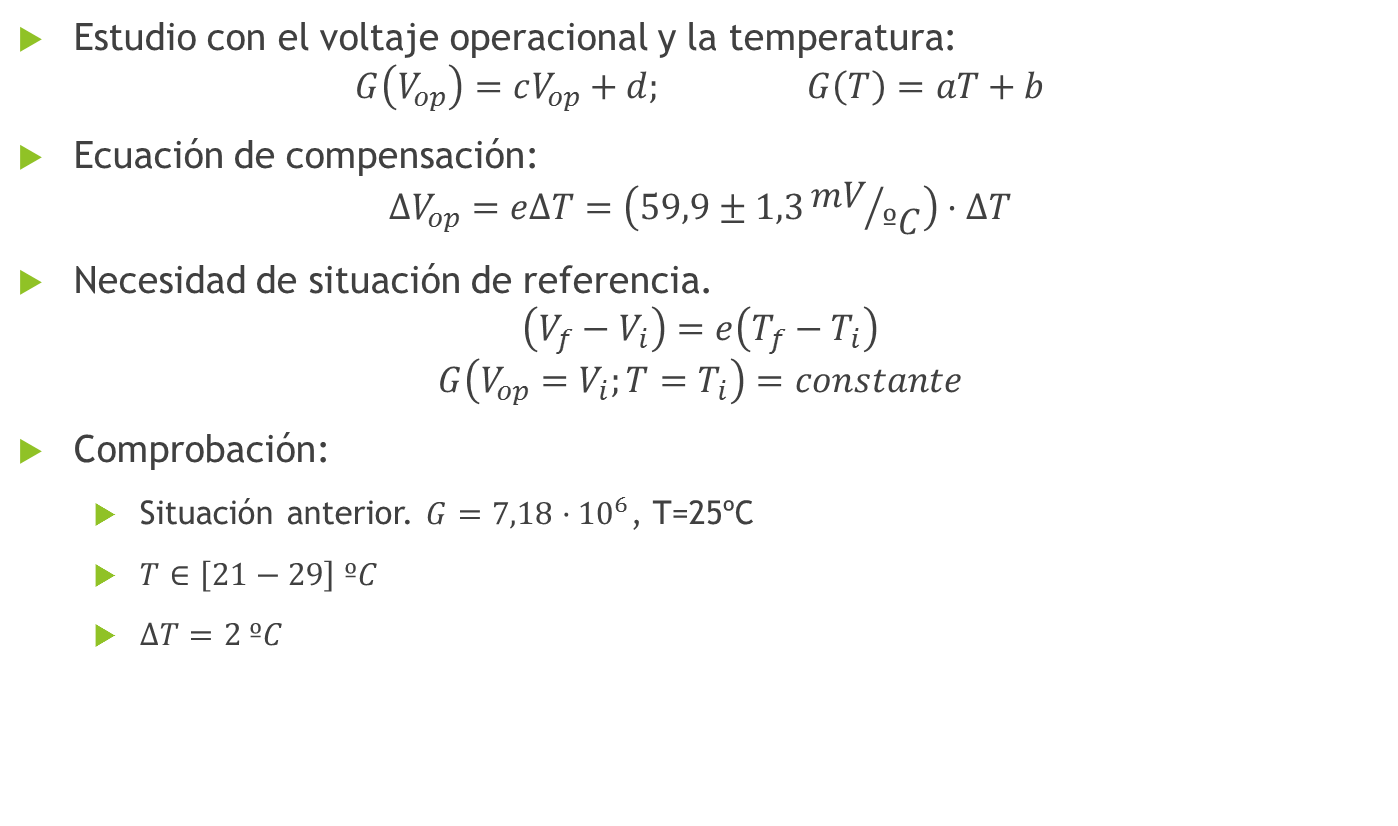 Estudio con el voltaje operacional y la temperatura:
G(V_op) = cV_op + d; G(T) = aT + b
Ecuación de compensación:
ΔV_op = eΔT = (59,9 ± 1,3 mV/ºC) · ΔT
Necesidad de situación de referencia.
(V_f − V_i) = e(T_f − T_i)
G(V_op = V_i; T = T_i) = constante
Comprobación:
Situación anterior. G = 7,18 · 10⁶, T=25ºC
T ∈ [21 − 29] ºC
ΔT = 2 ºC